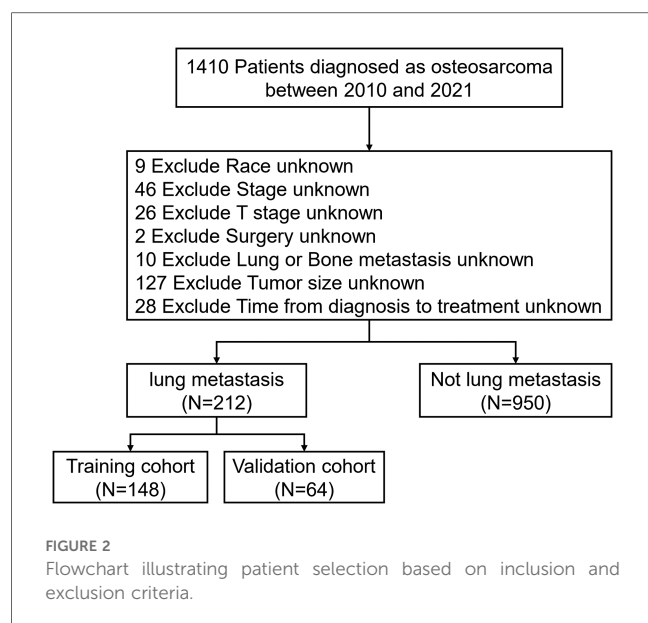 1410 Patients diagnosed as osteosarcoma
between 2010 and 2021
9 Exclude Race unknown
46 Exclude Stage unknown
26 Exclude T stage unknown
2 Exclude Surgery unknown
10 Exclude Lung or Bone metastasis unknown
127 Exclude Tumor size unknown
28 Exclude Time from diagnosis to treatment unknown
lung metastasis
(N=212)
Not lung metastasis
(N=950)
Training cohort
(N=148)
Validation cohort
(N=64)
FIGURE 2
Flowchart illustrating patient selection based on inclusion and
exclusion criteria.